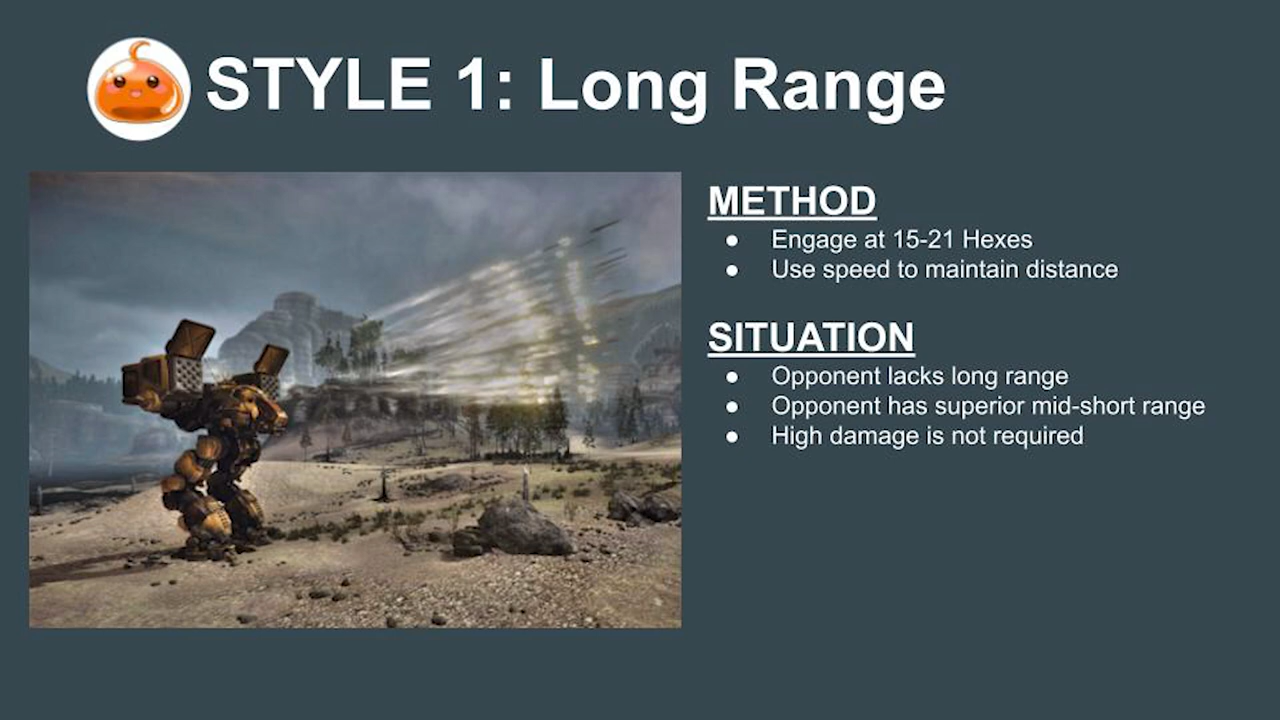 STYLE 1: Long Range
METHOD
● Engage at 15-21 Hexes
● Use speed to maintain distance
SITUATION
● Opponent lacks long range
● Opponent has superior mid-short range
● High damage is not required